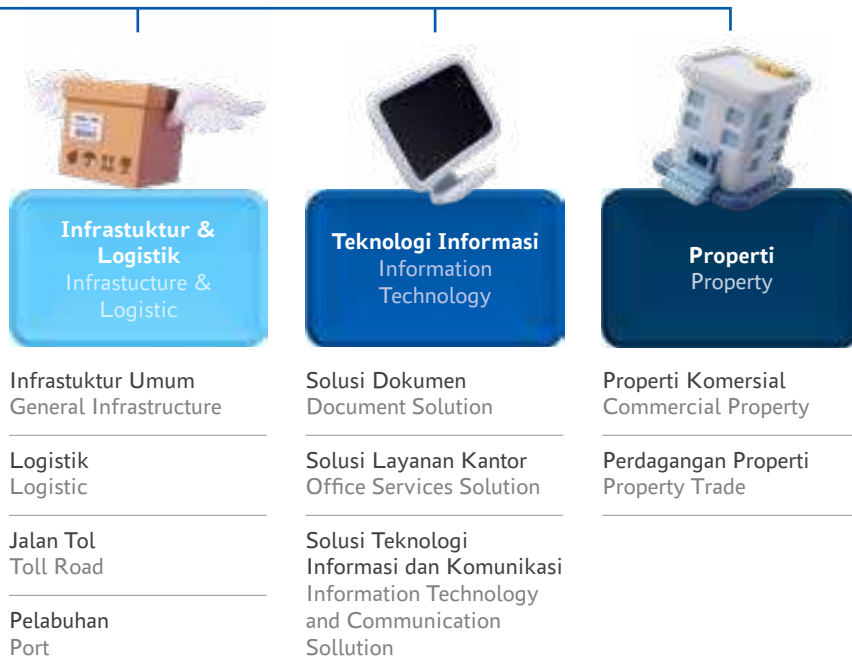 Infrastuktur &
Logistik
Infrastucture &
Logistic
Infrastuktur Umum
General Infrastructure
Logistik
Logistic
Jalan Tol
Toll Road
Pelabuhan
Port
Teknologi Informasi
Information
Technology
Solusi Dokumen
Document Solution
Solusi Layanan Kantor
Office Services Solution
Solusi Teknologi
Informasi dan Komunikasi
Information Technology
and Communication
Sollution
Properti
Property
Properti Komersial
Commercial Property
Perdagangan Properti
Property Trade